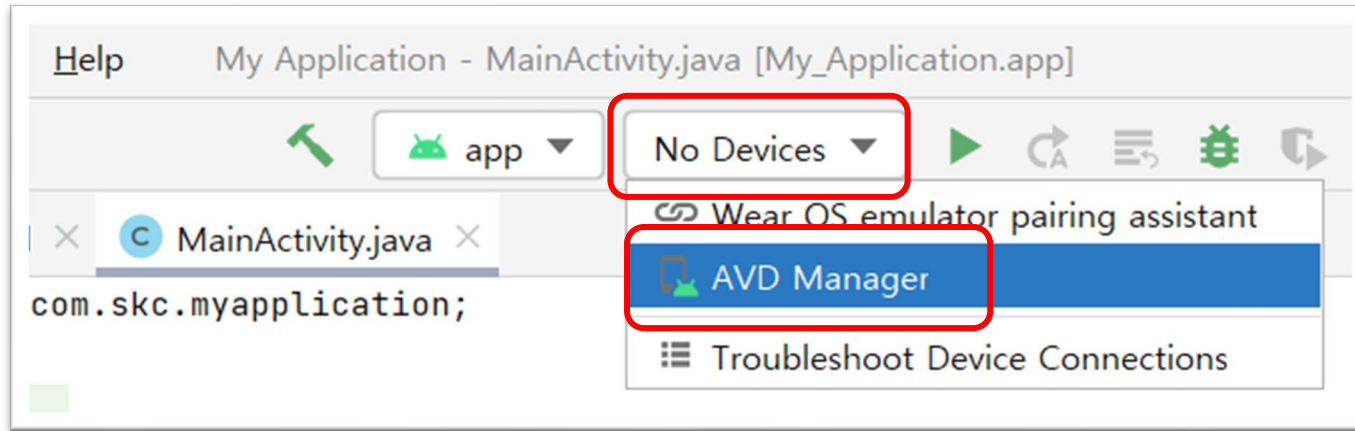 Help My Application - MainActivity.java [My_Application.app]
app No Devices
Wear OS emulator pairing assistant
C MainActivity.java
AVD Manager
com.skc.myapplication;
Troubleshoot Device Connections